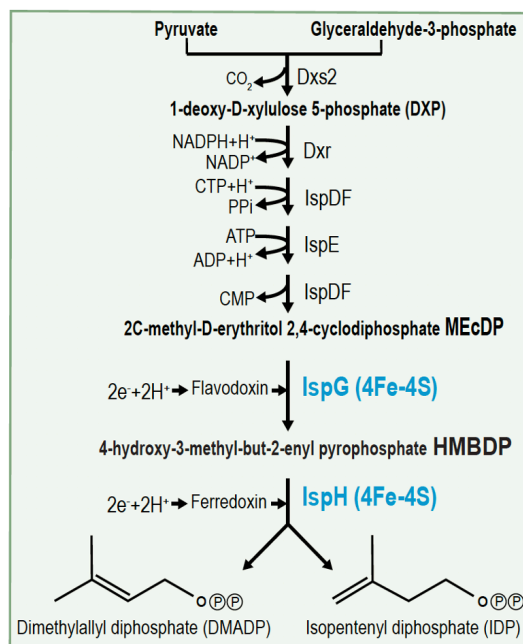 Pyruvate Glyceraldehyde-3-phosphate
CO₂ Dxs2
1-deoxy-D-xylulose 5-phosphate (DXP)
NADPH+H⁺
Dxr
NADP⁺
CTP+H⁺
IspDF
PPi
ATP
IspE
ADP+H⁺
IspDF
CMP
2C-methyl-D-erythritol 2,4-cyclodiphosphate MEcDP
2e⁻+2H⁺ Flavodoxin IspG (4Fe-4S)
4-hydroxy-3-methyl-but-2-enyl pyrophosphate HMBDP
2e⁻+2H⁺ Ferredoxin IspH (4Fe-4S)
OⓅⓅ OⓅⓅ
Dimethylallyl diphosphate (DMADP) Isopentenyl diphosphate (IDP)